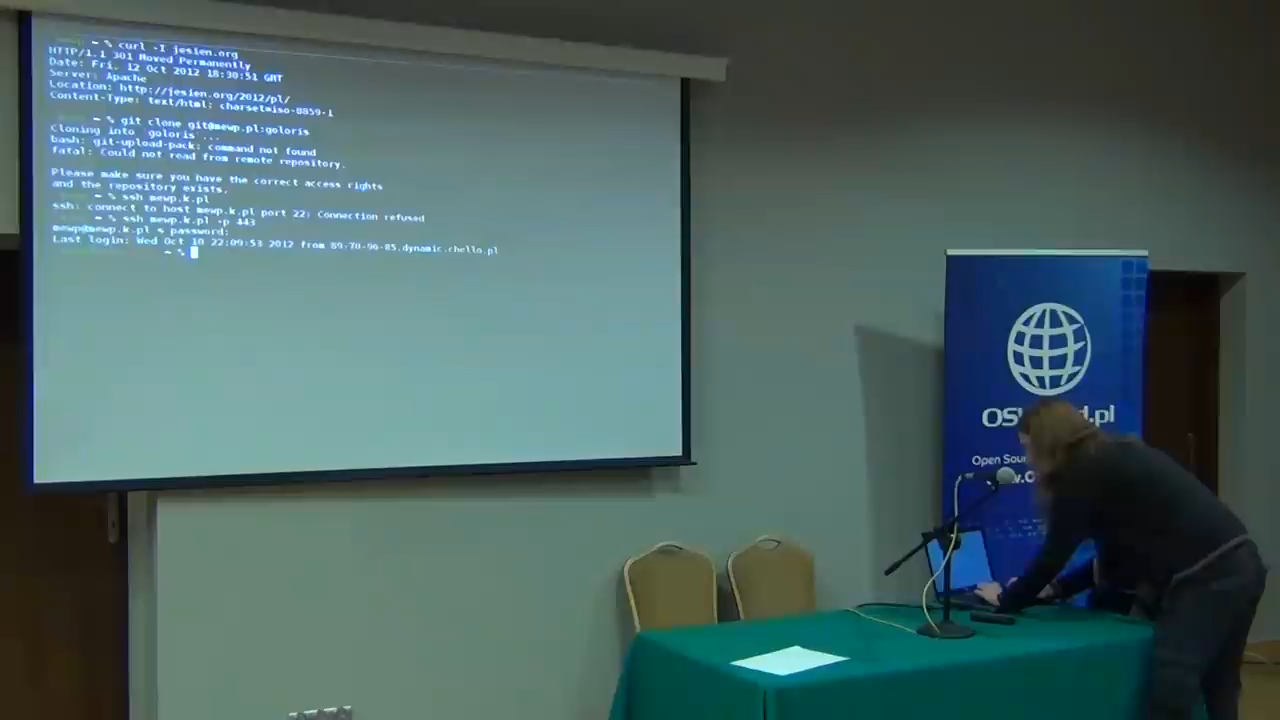 ~ % curl -I jesien.org
HTTP/1.1 301 Moved Permanently
Date: Fri, 12 Oct 2012 18:30:51 GMT
Server: Apache
Location: http://jesien.org/2012/pl/
Content-Type: text/html; charset=iso-8859-1
~ % git clone git@mewp.pl:goloris
Cloning into 'goloris'...
bash: git-upload-pack: command not found
fatal: Could not read from remote repository.
Please make sure you have the correct access rights
and the repository exists.
~ % ssh mewp.k.pl
ssh: connect to host mewp.k.pl port 22: Connection refused
~ % ssh mewp.k.pl -p 443
mewp@mewp.k.pl's password:
Last login: Wed Oct 10 22:09:53 2012 from 89-70-96-85.dynamic.chello.pl
~ %
.pl
Open